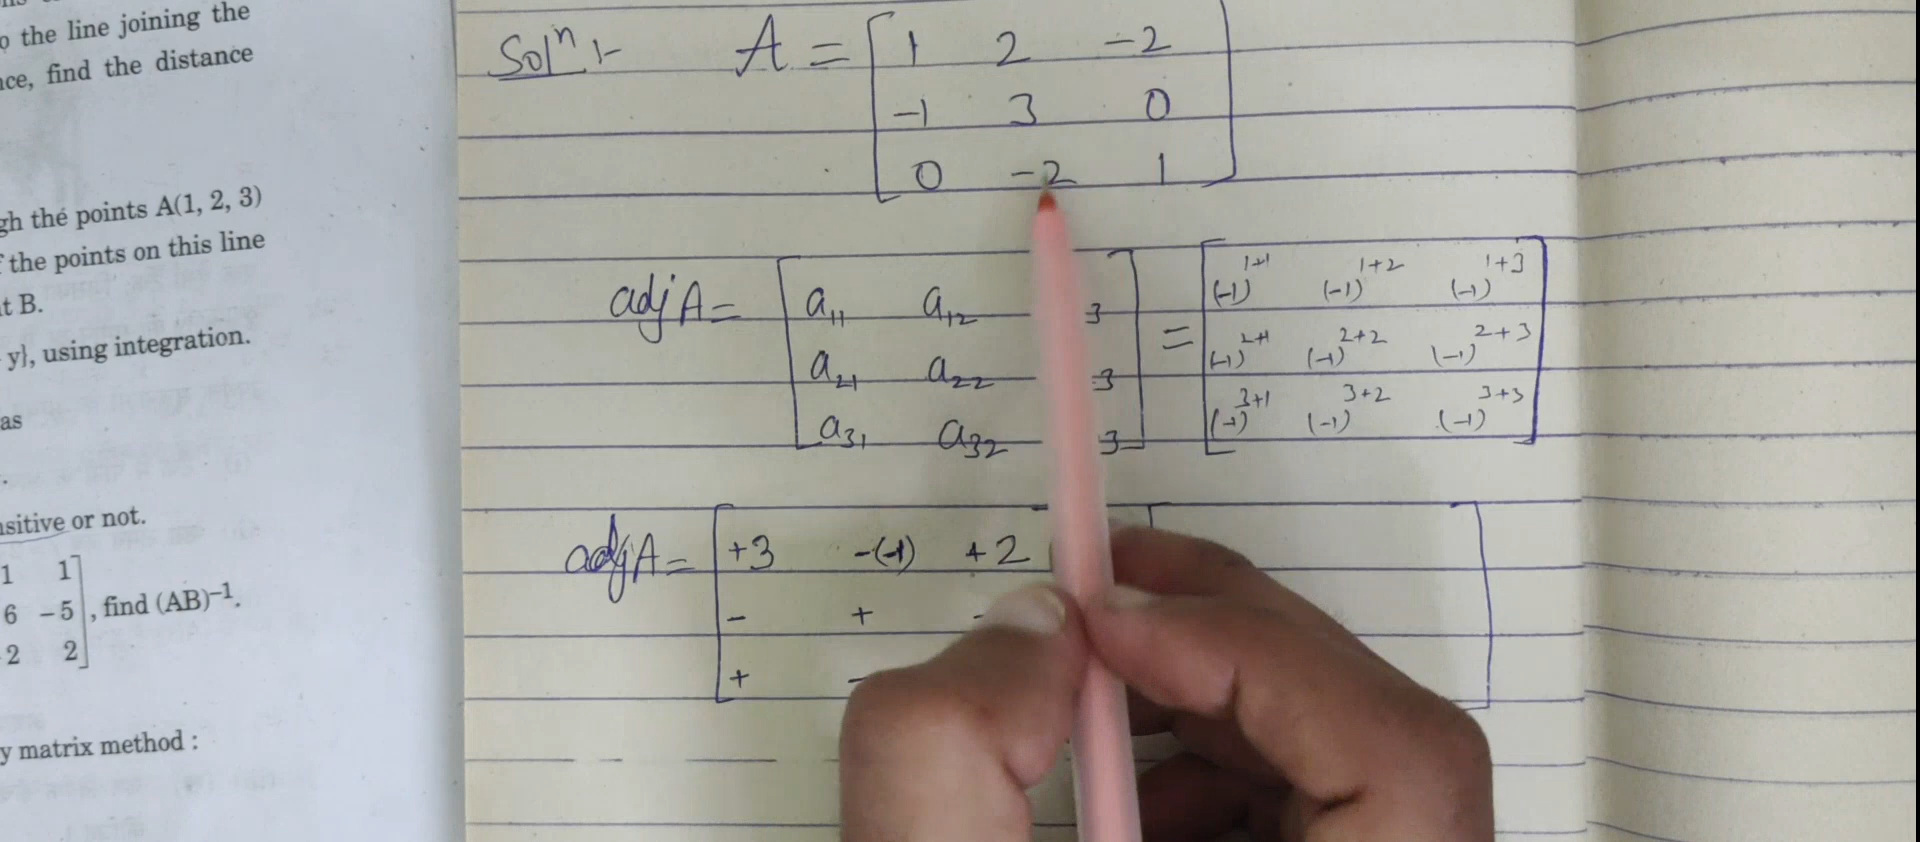 o the line joining the
ce, find the distance
gh the points A(1, 2, 3)
the points on this line
t B.
y}, using integration.
as
sitive or not.
1 1
6 -5 , find (AB)⁻¹.
2 2
y matrix method :
Solⁿ :- A = [ 1 2 -2
-1 3 0
0 -2 1 ]
adj A = [ a₁₁ a₁₂ 3
a₂₁ a₂₂ 3
a₃₁ a₃₂ 3 ] = [ (-1)¹⁺¹ (-1)¹⁺² (-1)¹⁺³
(-1)²⁺¹ (-1)²⁺² (-1)²⁺³
(-1)³⁺¹ (-1)³⁺² (-1)³⁺³ ]
adj A = [ +3 -(-1) +2
- + -
+ -